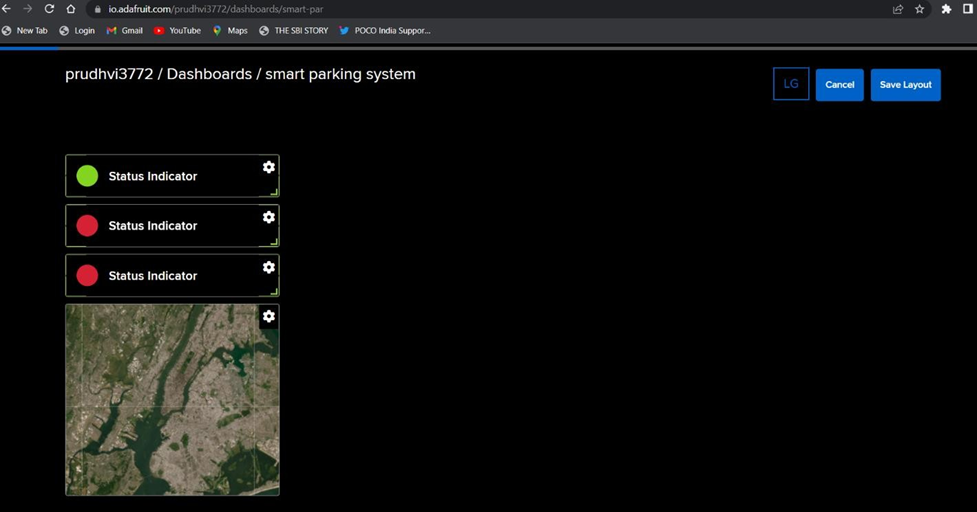 io.adafruit.com/prudhvi3772/dashboards/smart-par
New Tab Login Gmail YouTube Maps THE SBI STORY POCO India Suppor...
prudhvi3772 / Dashboards / smart parking system
LG Cancel Save Layout
Status Indicator
Status Indicator
Status Indicator